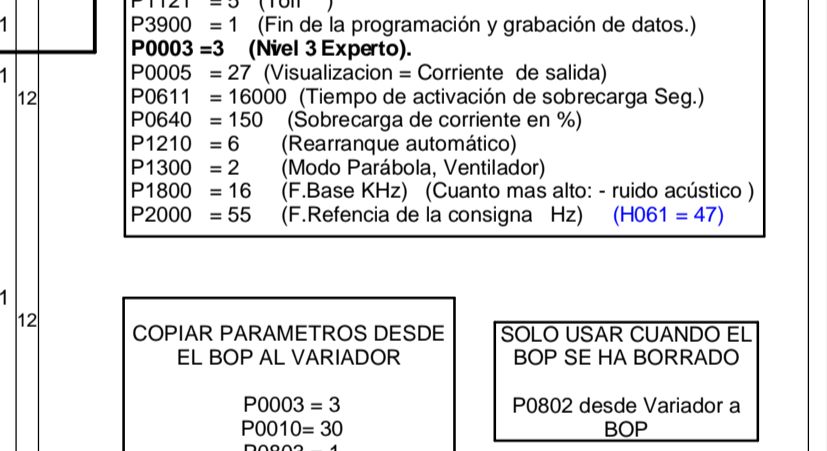 P1121 = 5 (Toff )
1
P3900 = 1 (Fin de la programación y grabación de datos.)
P0003 =3 (Nivel 3 Experto).
1
P0005 = 27 (Visualizacion = Corriente de salida)
12
P0611 = 16000 (Tiempo de activación de sobrecarga Seg.)
P0640 = 150 (Sobrecarga de corriente en %)
P1210 = 6 (Rearranque automático)
P1300 = 2 (Modo Parábola, Ventilador)
P1800 = 16 (F.Base KHz) (Cuanto mas alto: - ruido acústico )
P2000 = 55 (F.Refencia de la consigna Hz) (H061 = 47)
1
12
COPIAR PARAMETROS DESDE
EL BOP AL VARIADOR
P0003 = 3
P0010= 30
SOLO USAR CUANDO EL
BOP SE HA BORRADO
P0802 desde Variador a
BOP